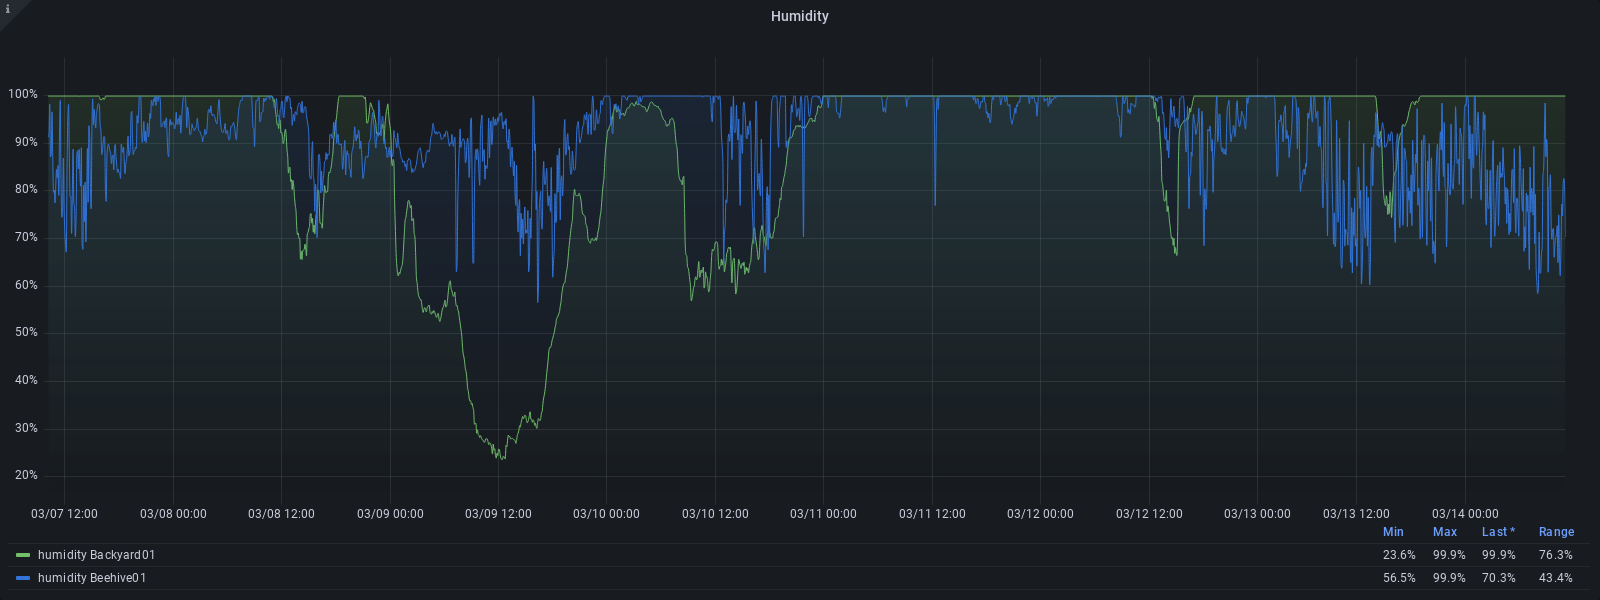 i
Humidity
100%
90%
80%
70%
60%
50%
40%
30%
20%
03/07 12:00 03/08 00:00 03/08 12:00 03/09 00:00 03/09 12:00 03/10 00:00 03/10 12:00 03/11 00:00 03/11 12:00 03/12 00:00 03/12 12:00 03/13 00:00 03/13 12:00 03/14 00:00
Min Max Last * Range
humidity Backyard01 23.6% 99.9% 99.9% 76.3%
humidity Beehive01 56.5% 99.9% 70.3% 43.4%